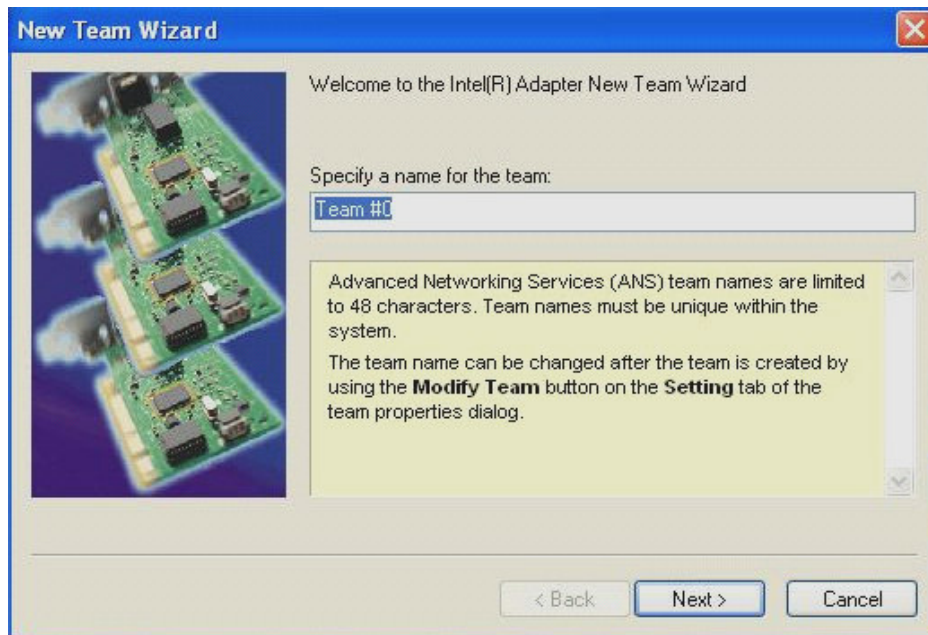 New Team Wizard
Welcome to the Intel(R) Adapter New Team Wizard
Specify a name for the team:
Team #0
Advanced Networking Services (ANS) team names are limited
to 48 characters. Team names must be unique within the
system.
The team name can be changed after the team is created by
using the Modify Team button on the Setting tab of the
team properties dialog.
< Back
Next >
Cancel